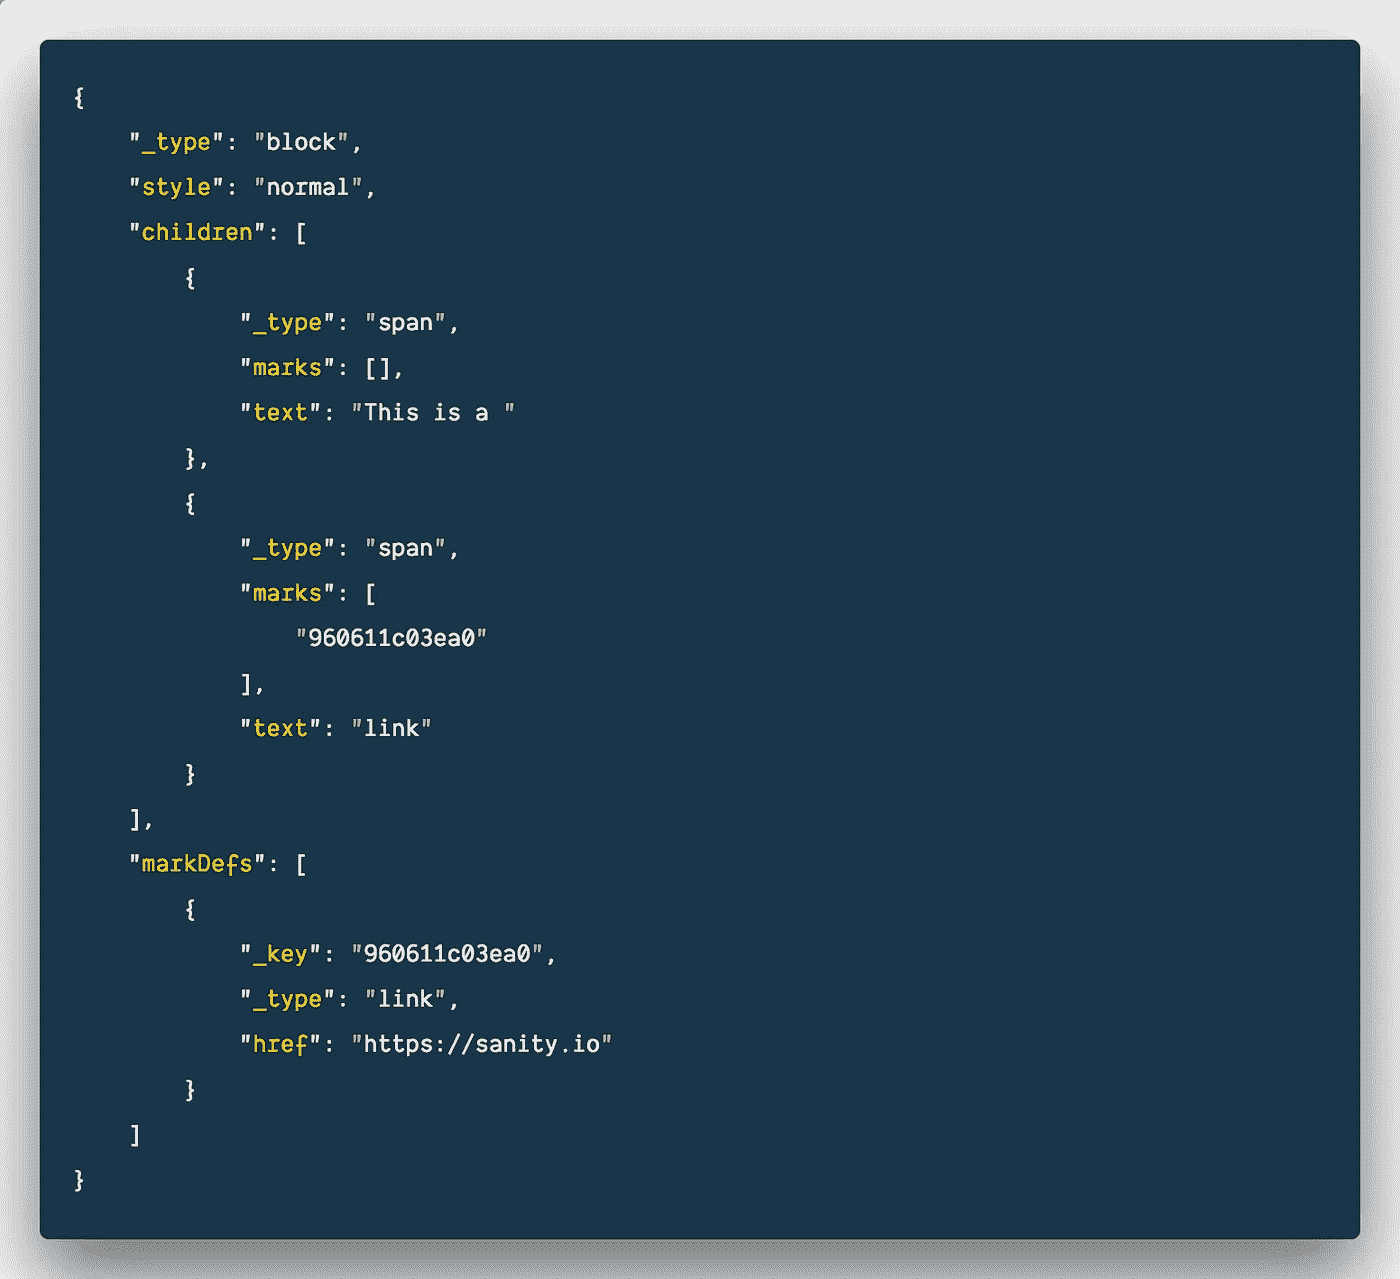 {
    "_type": "block",
    "style": "normal",
    "children": [
        {
            "_type": "span",
            "marks": [],
            "text": "This is a "
        },
        {
            "_type": "span",
            "marks": [
                "960611c03ea0"
            ],
            "text": "link"
        }
    ],
    "markDefs": [
        {
            "_key": "960611c03ea0",
            "_type": "link",
            "href": "https://sanity.io"
        }
    ]
}